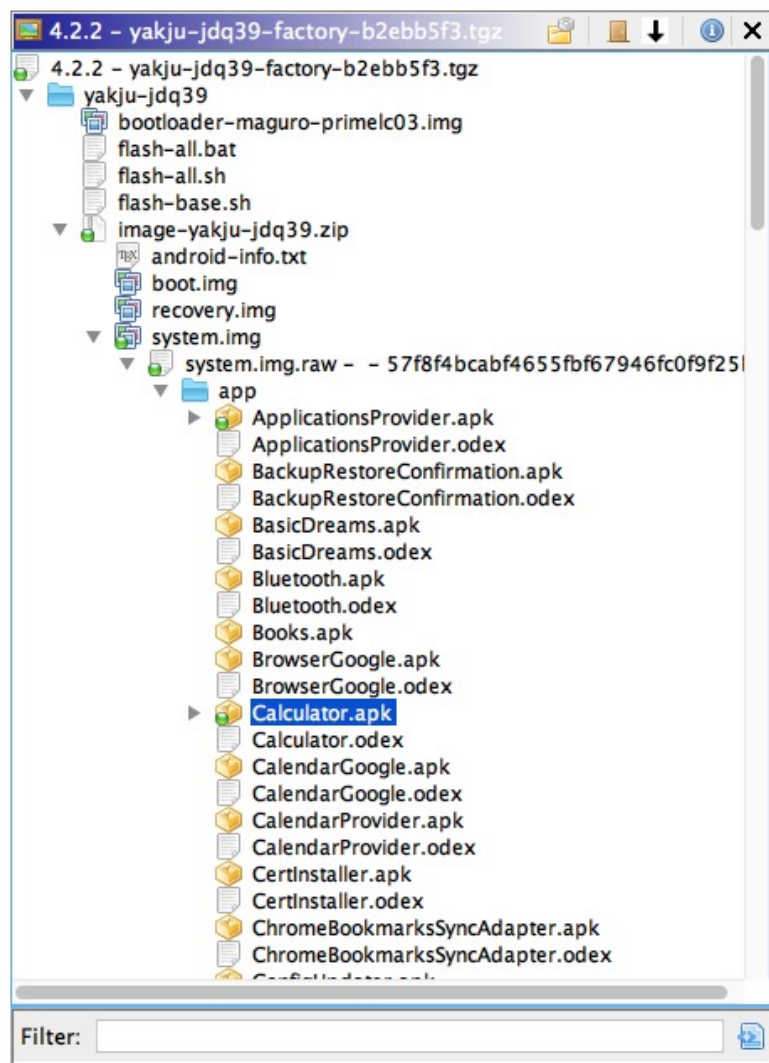 4.2.2 – yakju-jdq39-factory-b2ebb5f3.tgz
4.2.2 – yakju-jdq39-factory-b2ebb5f3.tgz
yakju-jdq39
bootloader-maguro-primelc03.img
flash-all.bat
flash-all.sh
flash-base.sh
image-yakju-jdq39.zip
android-info.txt
boot.img
recovery.img
system.img
system.img.raw – – 57f8f4bcabf4655fbf67946fc0f9f25
app
ApplicationsProvider.apk
ApplicationsProvider.odex
BackupRestoreConfirmation.apk
BackupRestoreConfirmation.odex
BasicDreams.apk
BasicDreams.odex
Bluetooth.apk
Bluetooth.odex
Books.apk
BrowserGoogle.apk
BrowserGoogle.odex
Calculator.apk
Calculator.odex
CalendarGoogle.apk
CalendarGoogle.odex
CalendarProvider.apk
CalendarProvider.odex
CertInstaller.apk
CertInstaller.odex
ChromeBookmarksSyncAdapter.apk
ChromeBookmarksSyncAdapter.odex
Filter: